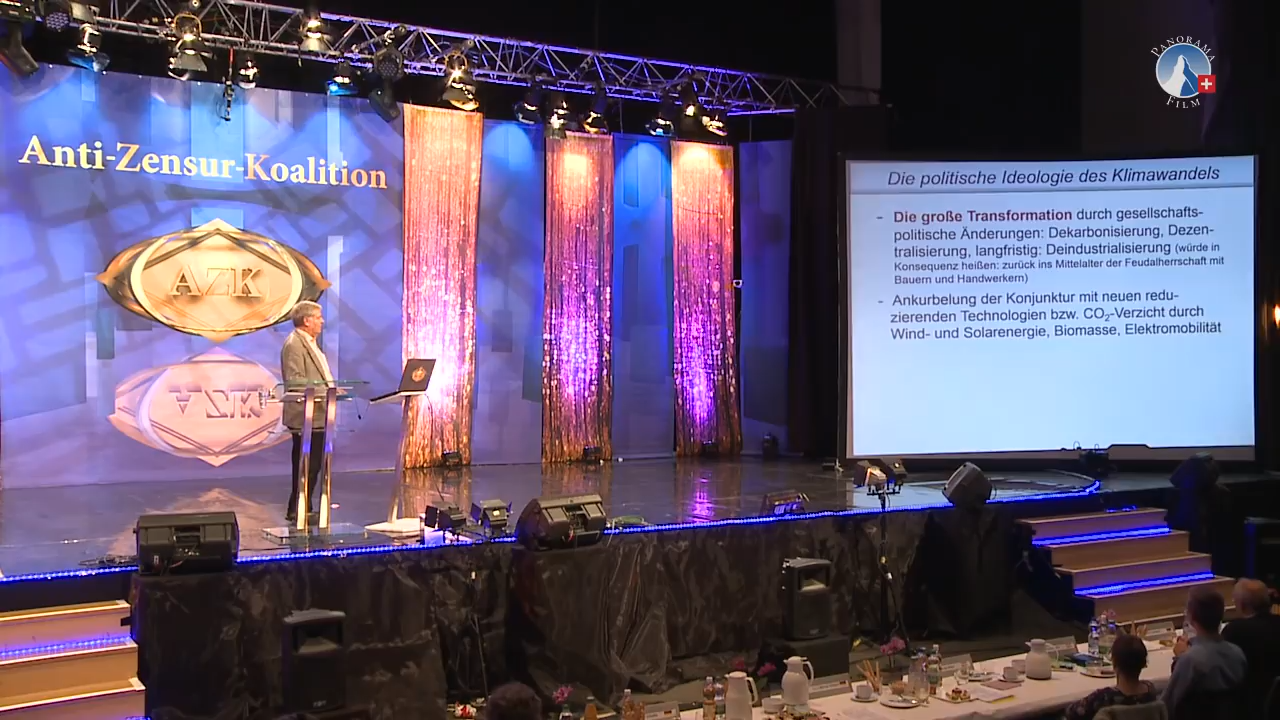 PANORAMA
FILM
Anti-Zensur-Koalition
AZK
Die politische Ideologie des Klimawandels
– Die große Transformation durch gesellschafts-
politische Änderungen: Dekarbonisierung, Dezen-
tralisierung, langfristig: Deindustrialisierung (würde in
Konsequenz heißen: zurück ins Mittelalter der Feudalherrschaft mit
Bauern und Handwerkern)
- Ankurbelung der Konjunktur mit neuen redu-
zierenden Technologien bzw. CO₂-Verzicht durch
Wind- und Solarenergie, Biomasse, Elektromobilität